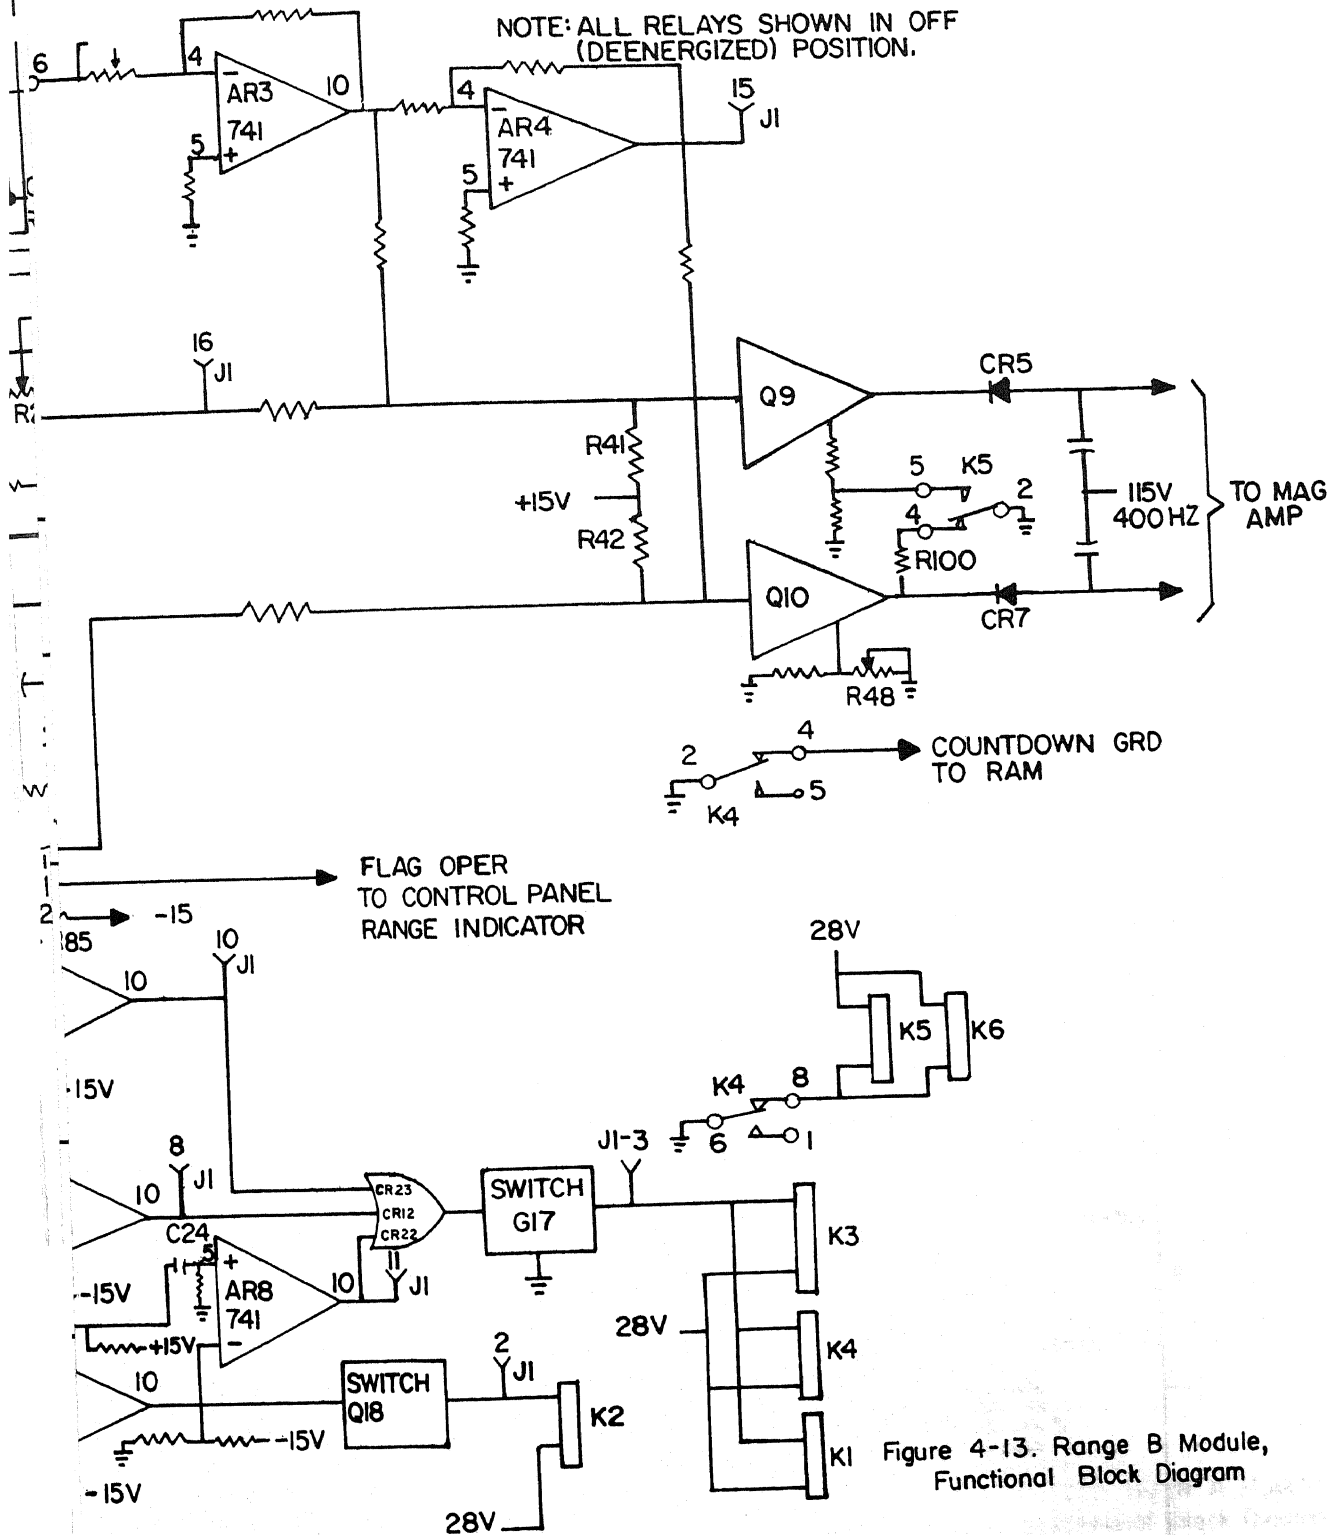 NOTE: ALL RELAYS SHOWN IN OFF
(DEENERGIZED) POSITION.
6
4
AR3
741
10
5
4
AR4
741
5
15
J1
16
J1
R41
+15V
R42
Q9
CR5
5
K5
2
4
R100
115V
400HZ
TO MAG
AMP
Q10
CR7
R48
2
4
5
K4
COUNTDOWN GRD
TO RAM
FLAG OPER
TO CONTROL PANEL
RANGE INDICATOR
2
-15
10
J1
10
28V
K5
K6
-15V
K4
8
6
1
J1-3
8
J1
10
C24
CR23
CR12
CR22
SWITCH
G17
K3
5
AR8
741
10
11
J1
-15V
+15V
28V
K4
10
SWITCH
Q18
2
J1
K2
-15V
K1
-15V
28V
Figure 4-13. Range B Module,
Functional Block Diagram